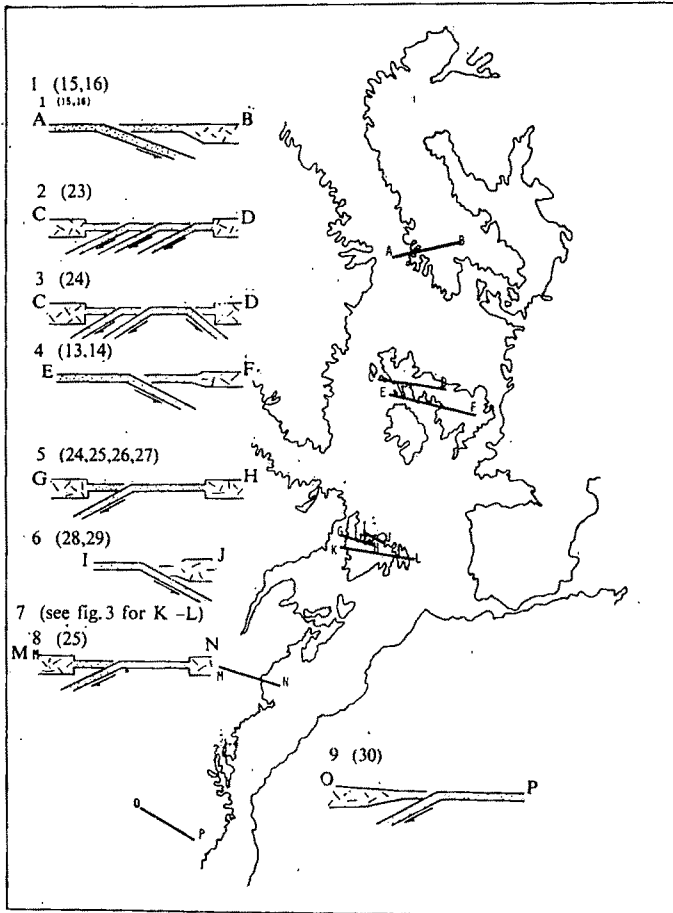 1 (15,16)
1 (15,16)
A B
2 (23)
C D
3 (24)
C D
4 (13,14)
E F
5 (24,25,26,27)
G H
6 (28,29)
I J
7 (see fig. 3 for K –L)
8 (25)
M M N
9 (30)
O P
A B
E F
G
K L
M N
O P